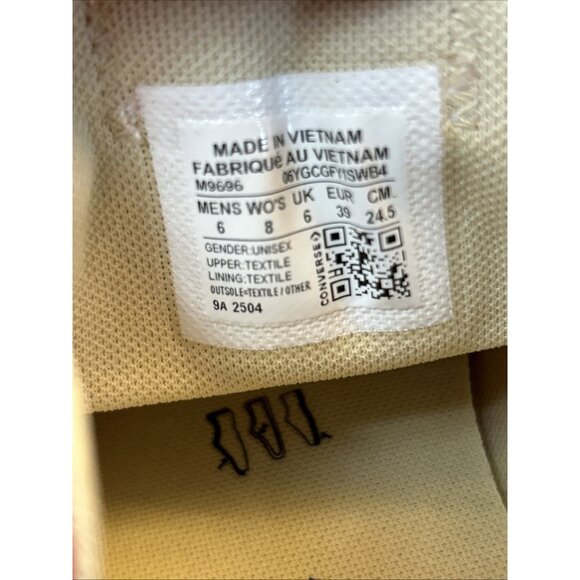 MADE IN VIETNAM
FABRIQUÉ AU VIETNAM
M9696 06YGCGFY1SWB4
MENS WO'S UK EUR CM.
6 8 6 39 24.5
GENDER:UNISEX
UPPER:TEXTILE
LINING:TEXTILE
OUTSOLE=TEXTILE / OTHER
9A 2504
CONVERSE